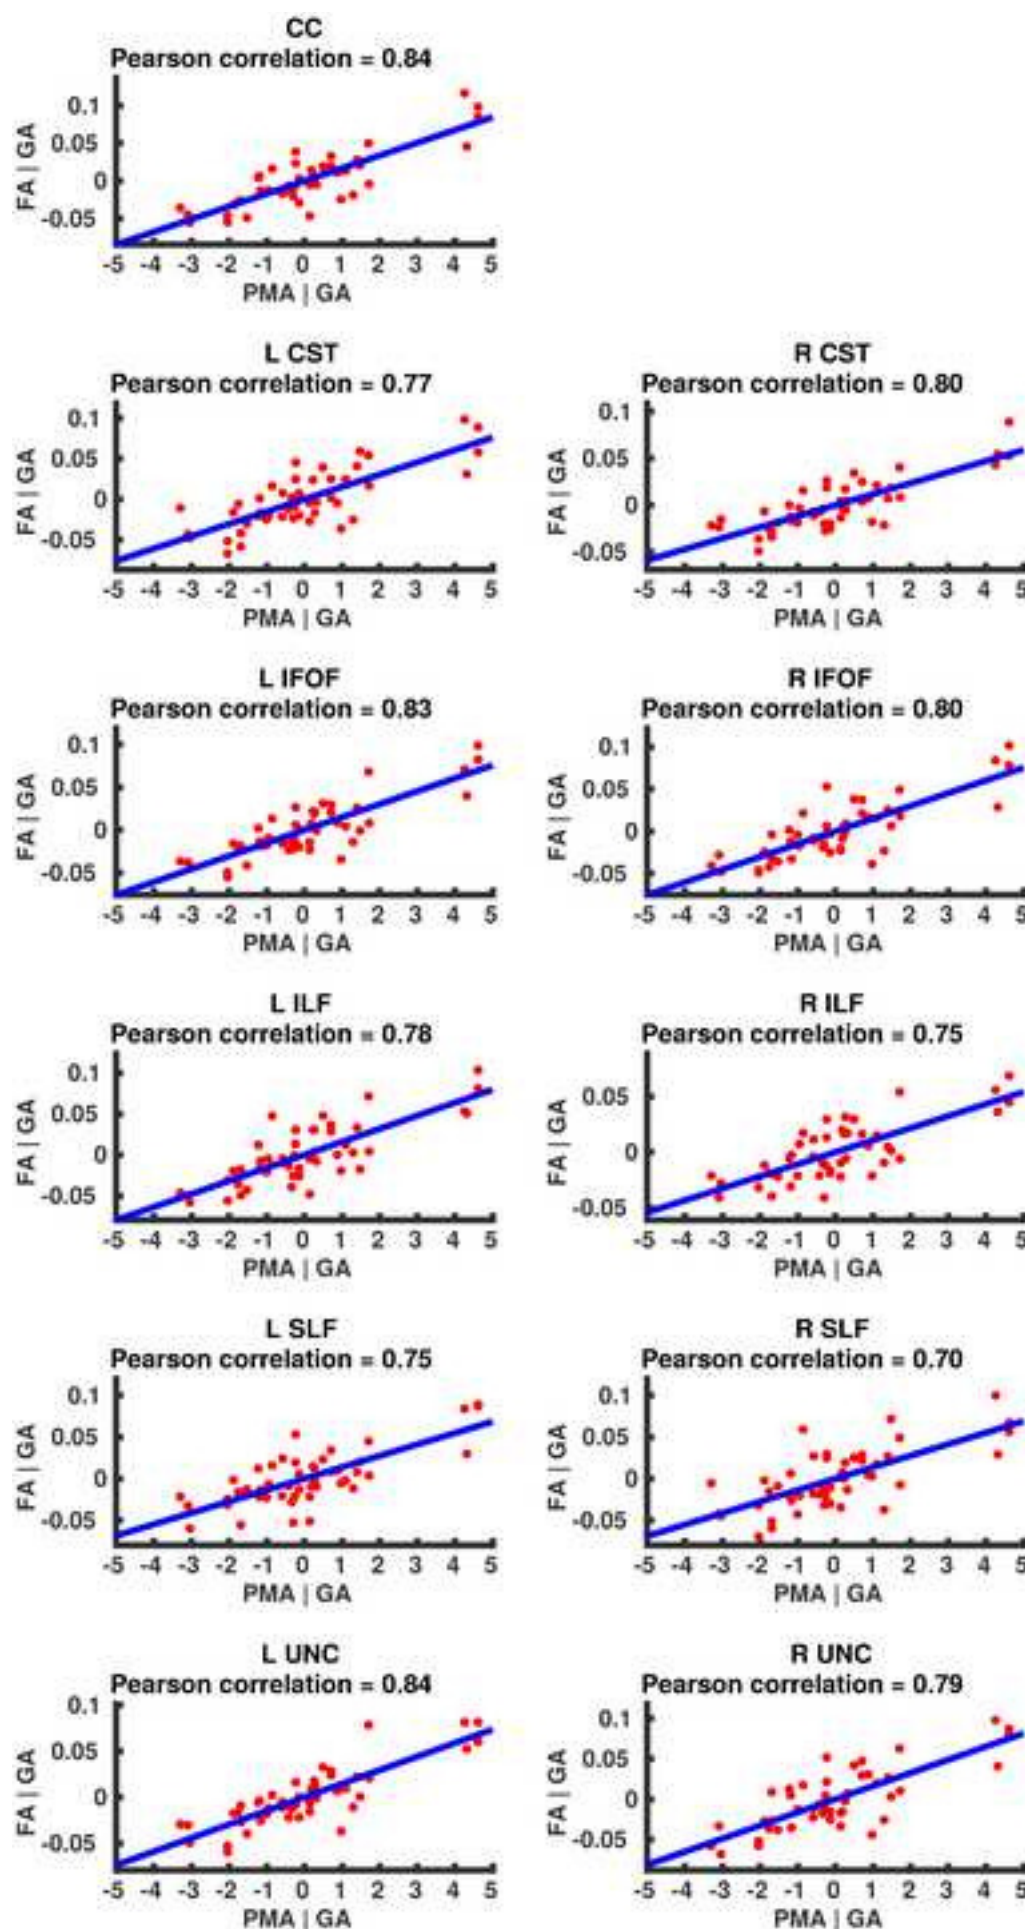 CC
Pearson correlation = 0.84
0.1
0.05
0
-0.05
FA | GA
-5 -4 -3 -2 -1 0 1 2 3 4 5
PMA | GA
L CST
Pearson correlation = 0.77
0.1
0.05
0
-0.05
FA | GA
-5 -4 -3 -2 -1 0 1 2 3 4 5
PMA | GA
R CST
Pearson correlation = 0.80
0.1
0.05
0
-0.05
FA | GA
-5 -4 -3 -2 -1 0 1 2 3 4 5
PMA | GA
L IFOF
Pearson correlation = 0.83
0.1
0.05
0
-0.05
FA | GA
-5 -4 -3 -2 -1 0 1 2 3 4 5
PMA | GA
R IFOF
Pearson correlation = 0.80
0.1
0.05
0
-0.05
FA | GA
-5 -4 -3 -2 -1 0 1 2 3 4 5
PMA | GA
L ILF
Pearson correlation = 0.78
0.1
0.05
0
-0.05
FA | GA
-5 -4 -3 -2 -1 0 1 2 3 4 5
PMA | GA
R ILF
Pearson correlation = 0.75
0.05
0
-0.05
FA | GA
-5 -4 -3 -2 -1 0 1 2 3 4 5
PMA | GA
L SLF
Pearson correlation = 0.75
0.1
0.05
0
-0.05
FA | GA
-5 -4 -3 -2 -1 0 1 2 3 4 5
PMA | GA
R SLF
Pearson correlation = 0.70
0.1
0.05
0
-0.05
FA | GA
-5 -4 -3 -2 -1 0 1 2 3 4 5
PMA | GA
L UNC
Pearson correlation = 0.84
0.1
0.05
0
-0.05
FA | GA
-5 -4 -3 -2 -1 0 1 2 3 4 5
PMA | GA
R UNC
Pearson correlation = 0.79
0.1
0.05
0
-0.05
FA | GA
-5 -4 -3 -2 -1 0 1 2 3 4 5
PMA | GA